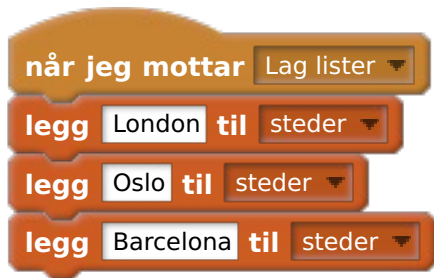 når jeg mottar Lag lister
legg London til steder
legg Oslo til steder
legg Barcelona til steder